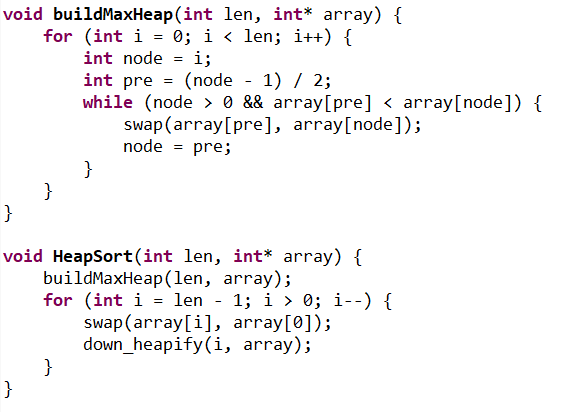 void buildMaxHeap(int len, int* array) {
    for (int i = 0; i < len; i++) {
        int node = i;
        int pre = (node - 1) / 2;
        while (node > 0 && array[pre] < array[node]) {
            swap(array[pre], array[node]);
            node = pre;
        }
    }
}

void HeapSort(int len, int* array) {
    buildMaxHeap(len, array);
    for (int i = len - 1; i > 0; i--) {
        swap(array[i], array[0]);
        down_heapify(i, array);
    }
}